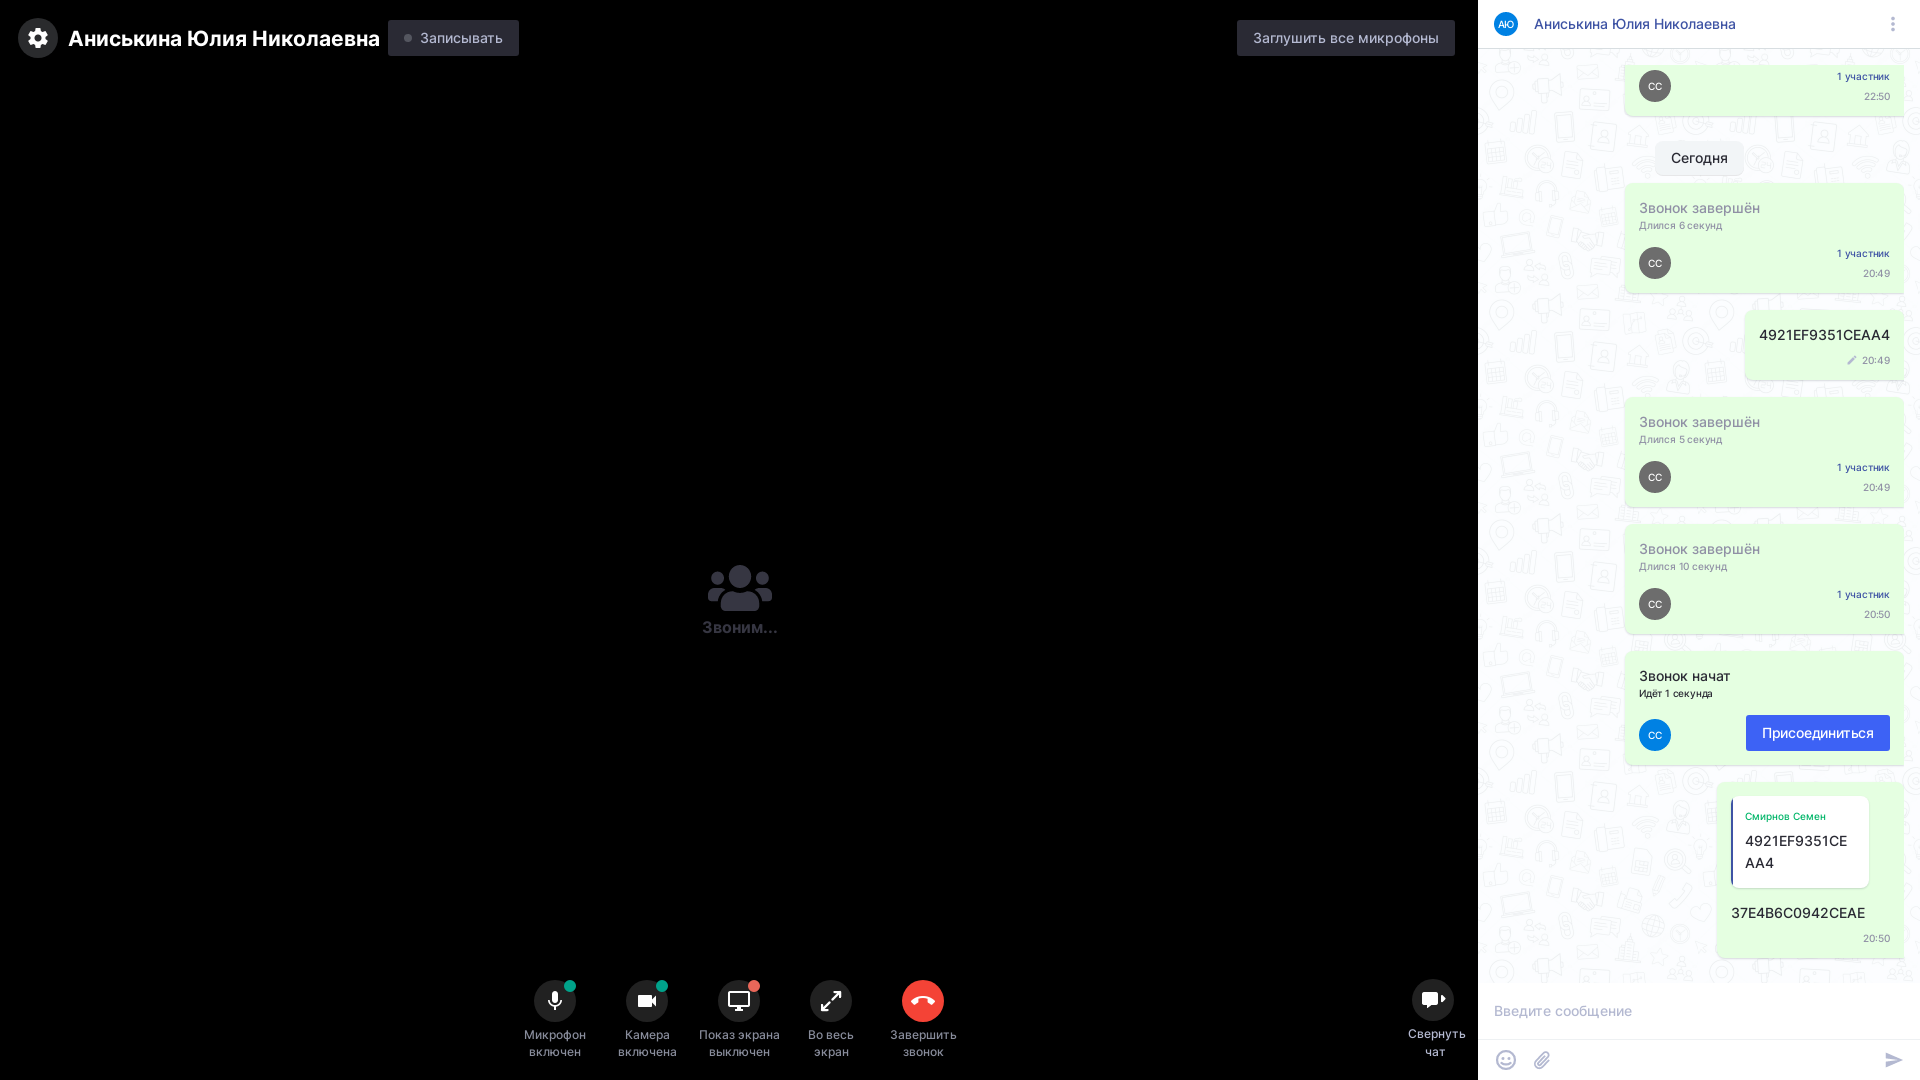 Аниськина Юлия Николаевна
Записывать
Заглушить все микрофоны
Звоним...
Микрофон
включен
Камера
включена
Показ экрана
выключен
Во весь
экран
Завершить
звонок
Свернуть
чат
АЮ
Аниськина Юлия Николаевна
СС
1 участник
22:50
Сегодня
Звонок завершён
Длился 6 секунд
СС
1 участник
20:49
4921EF9351CEAA4
20:49
Звонок завершён
Длился 5 секунд
СС
1 участник
20:49
Звонок завершён
Длился 10 секунд
СС
1 участник
20:50
Звонок начат
Идёт 1 секунда
СС
Присоединиться
Смирнов Семен
4921EF9351CE
AA4
37E4B6C0942CEAE
20:50
Введите сообщение